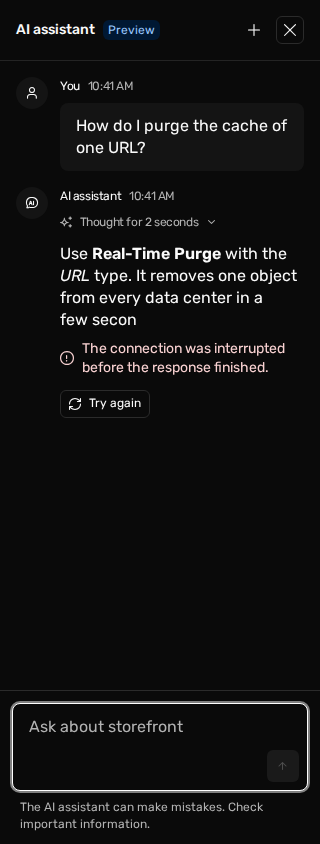 AI assistant Preview
You 10:41 AM
How do I purge the cache of
one URL?
AI
AI assistant 10:41 AM
Thought for 2 seconds
Use Real-Time Purge with the
URL type. It removes one object
from every data center in a
few secon
The connection was interrupted
before the response finished.
Try again
Ask about storefront
The AI assistant can make mistakes. Check
important information.